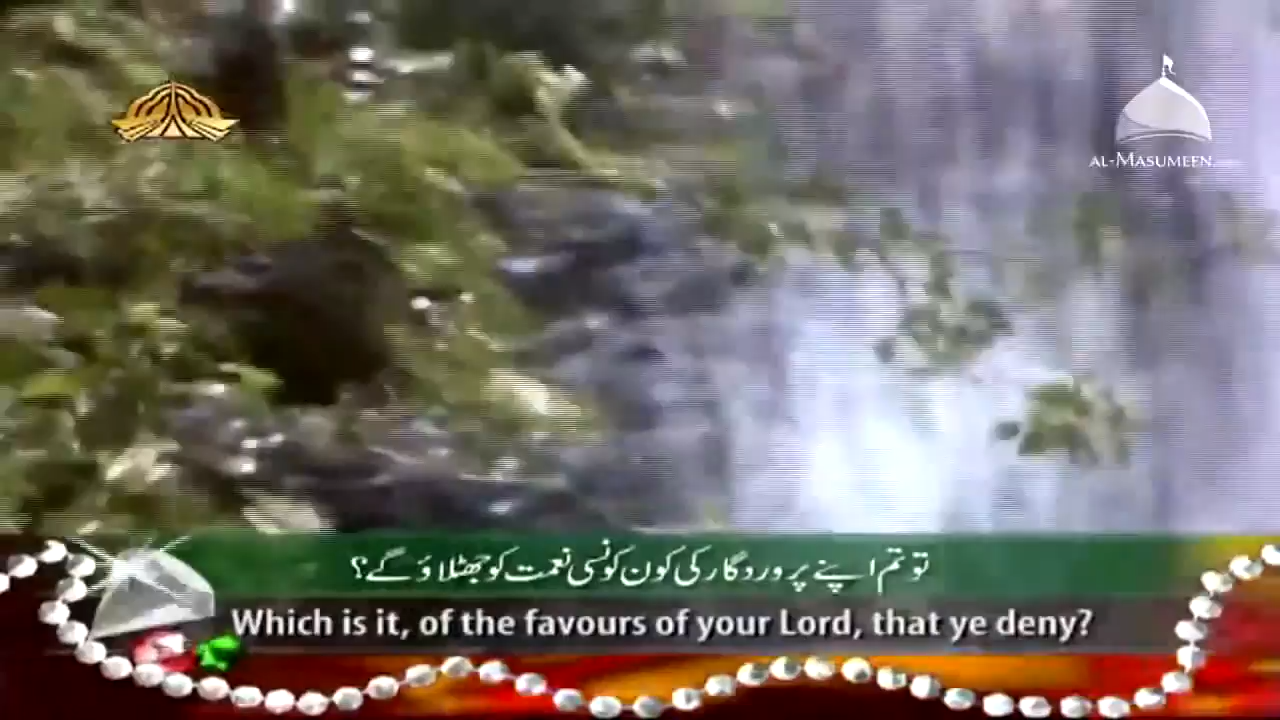 AL-MASUMEEN
تو تم اپنے پروردگار کی کون کونسی نعمت کو جھٹلاؤ گے؟
Which is it, of the favours of your Lord, that ye deny?